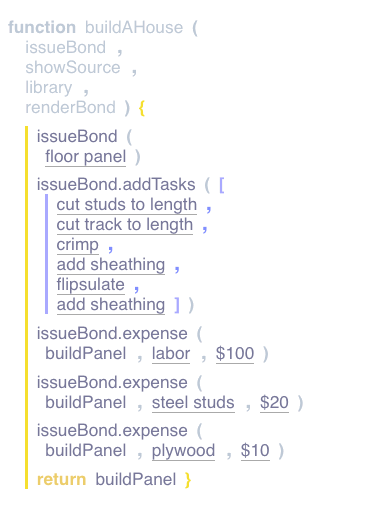 function buildAHouse (
issueBond ,
showSource ,
library ,
renderBond ) {
issueBond (
floor panel )
issueBond.addTasks ( [
cut studs to length ,
cut track to length ,
crimp ,
add sheathing ,
flipsulate ,
add sheathing ] )
issueBond.expense (
buildPanel , labor , $100 )
issueBond.expense (
buildPanel , steel studs , $20 )
issueBond.expense (
buildPanel , plywood , $10 )
return buildPanel }